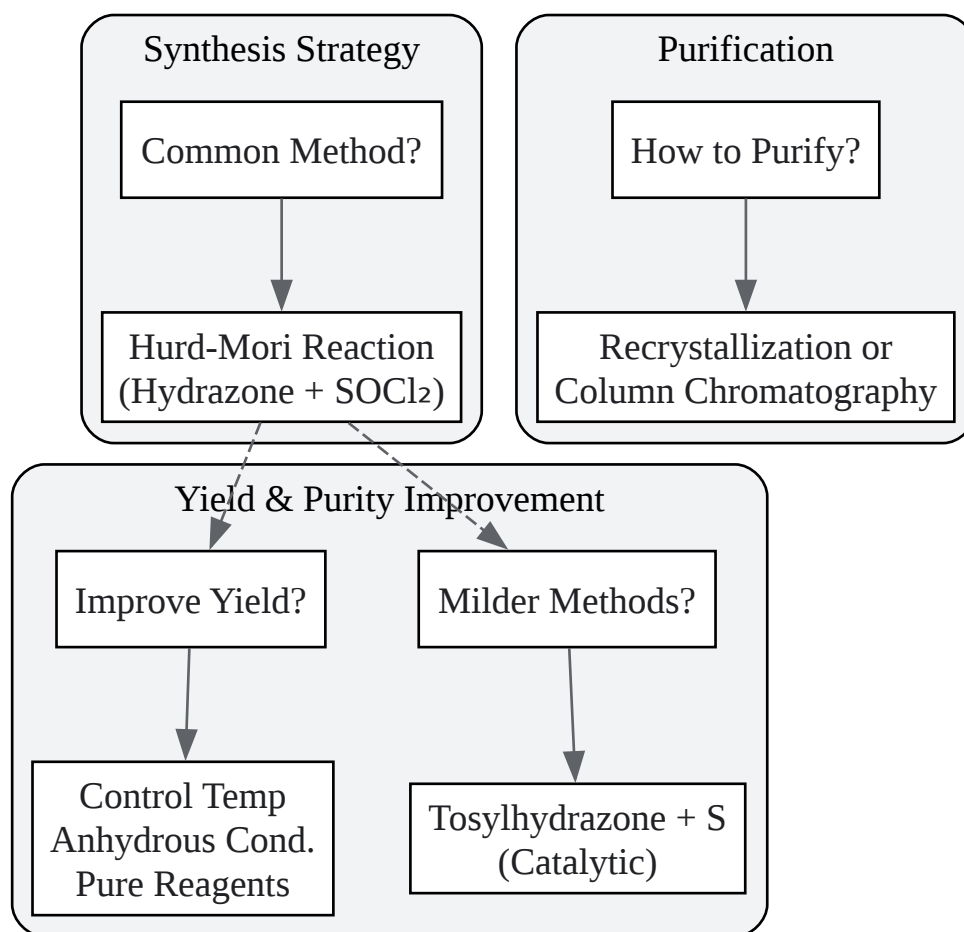 Synthesis Strategy
Common Method?
Hurd-Mori Reaction
(Hydrazone + SOCl₂)
Purification
How to Purify?
Recrystallization or
Column Chromatography
Yield & Purity Improvement
Improve Yield?
Control Temp
Anhydrous Cond.
Pure Reagents
Milder Methods?
Tosylhydrazone + S
(Catalytic)